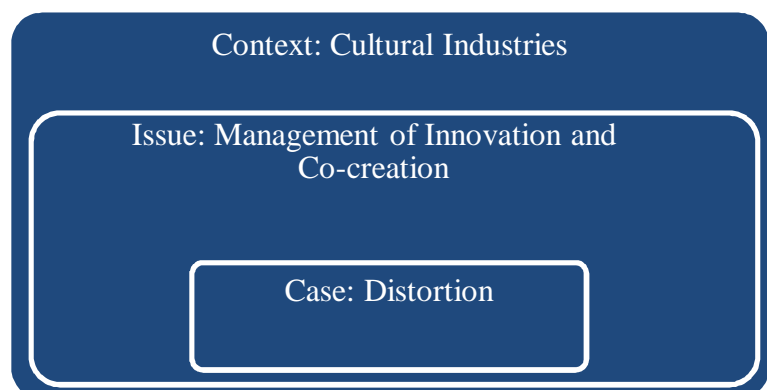 Context: Cultural Industries
Issue: Management of Innovation and
Co-creation
Case: Distortion